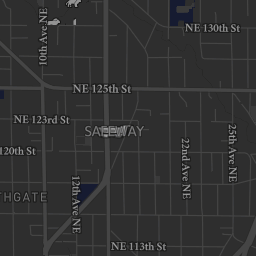 10th Ave NE
NE 130th St
NE 125th St
NE 123rd St
SAFEWAY
25th Ave NE
22nd Ave NE
120th St
THGATE
12th Ave NE
NE 113th St